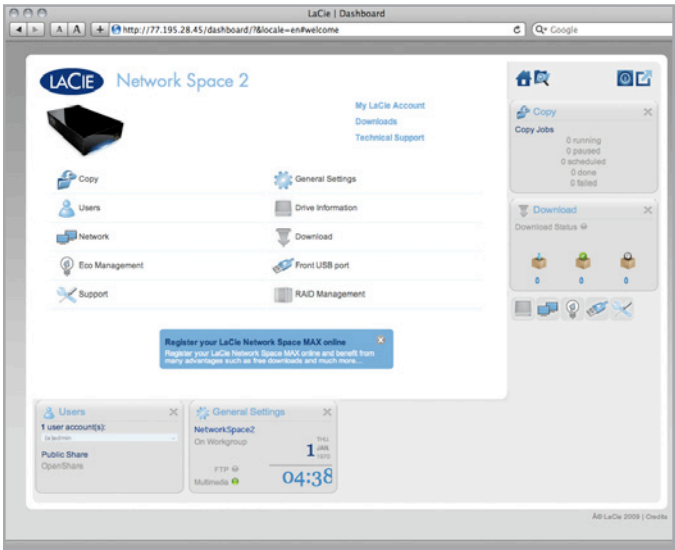 LaCie | Dashboard
A A + http://77.195.28.45/dashboard/?&locale=en#welcome
Google
LACIE Network Space 2
My LaCie Account
Downloads
Technical Support
Copy
General Settings
Users
Drive Information
Network
Download
Eco Management
Front USB port
Support
RAID Management
Register your LaCie Network Space MAX online
Register your LaCie Network Space MAX online and benefit from
many advantages such as free downloads and much more...
Copy
Copy Jobs
0 running
0 paused
0 scheduled
0 done
0 failed
Download
Download Status
0 0 0
Users
1 user account(s):
(a)admin
Public Share
OpenShare
General Settings
NetworkSpace2
On Workgroup
THU
1 JAN
1970
FTP
Multimedia
04:38
Â© LaCie 2009 | Credits